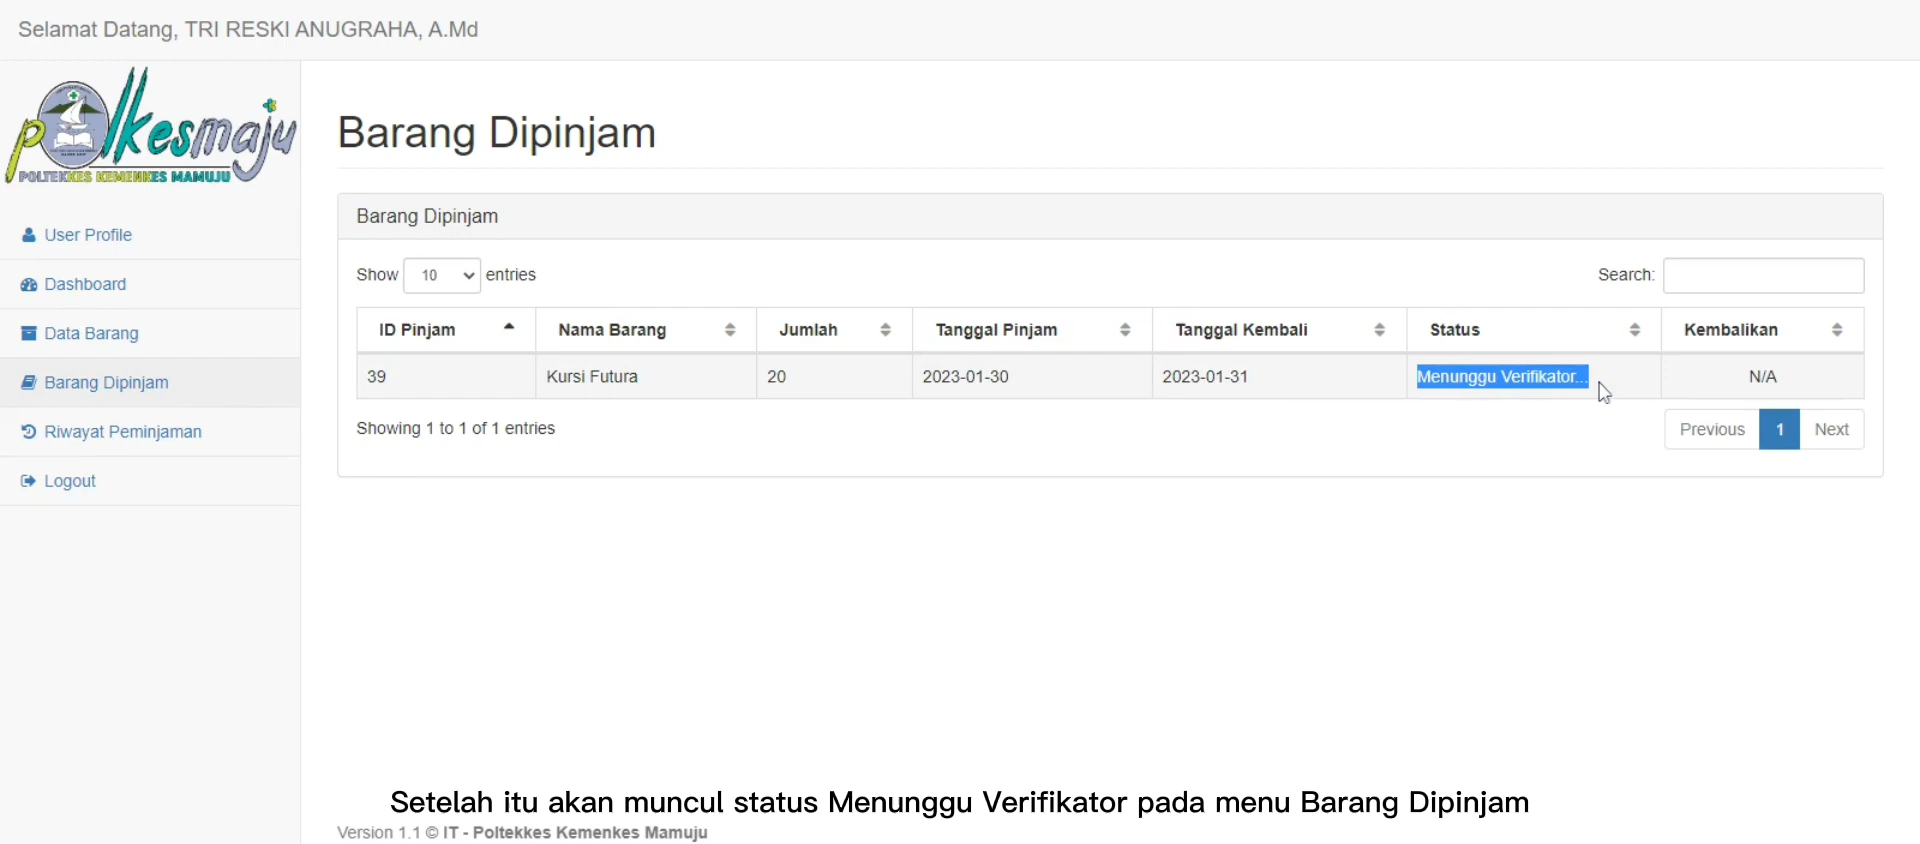 Selamat Datang, TRI RESKI ANUGRAHA, A.Md
polkesmaju
POLTEKKES KEMENKES MAMUJU
User Profile
Dashboard
Data Barang
Barang Dipinjam
Riwayat Peminjaman
Logout
Barang Dipinjam
Barang Dipinjam
Show 10 entries Search:
ID Pinjam Nama Barang Jumlah Tanggal Pinjam Tanggal Kembali Status Kembalikan
39 Kursi Futura 20 2023-01-30 2023-01-31 Menunggu Verifikator... N/A
Showing 1 to 1 of 1 entries Previous 1 Next
Setelah itu akan muncul status Menunggu Verifikator pada menu Barang Dipinjam
Version 1.1 © IT - Poltekkes Kemenkes Mamuju